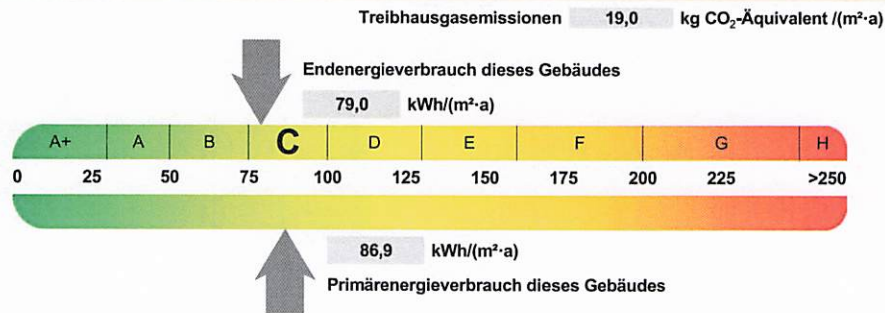 Treibhausgasemissionen 19,0 kg CO₂-Äquivalent /(m²·a)
Endenergieverbrauch dieses Gebäudes
79,0 kWh/(m²·a)
A+ A B C D E F G H
0 25 50 75 100 125 150 175 200 225 >250
86,9 kWh/(m²·a)
Primärenergieverbrauch dieses Gebäudes